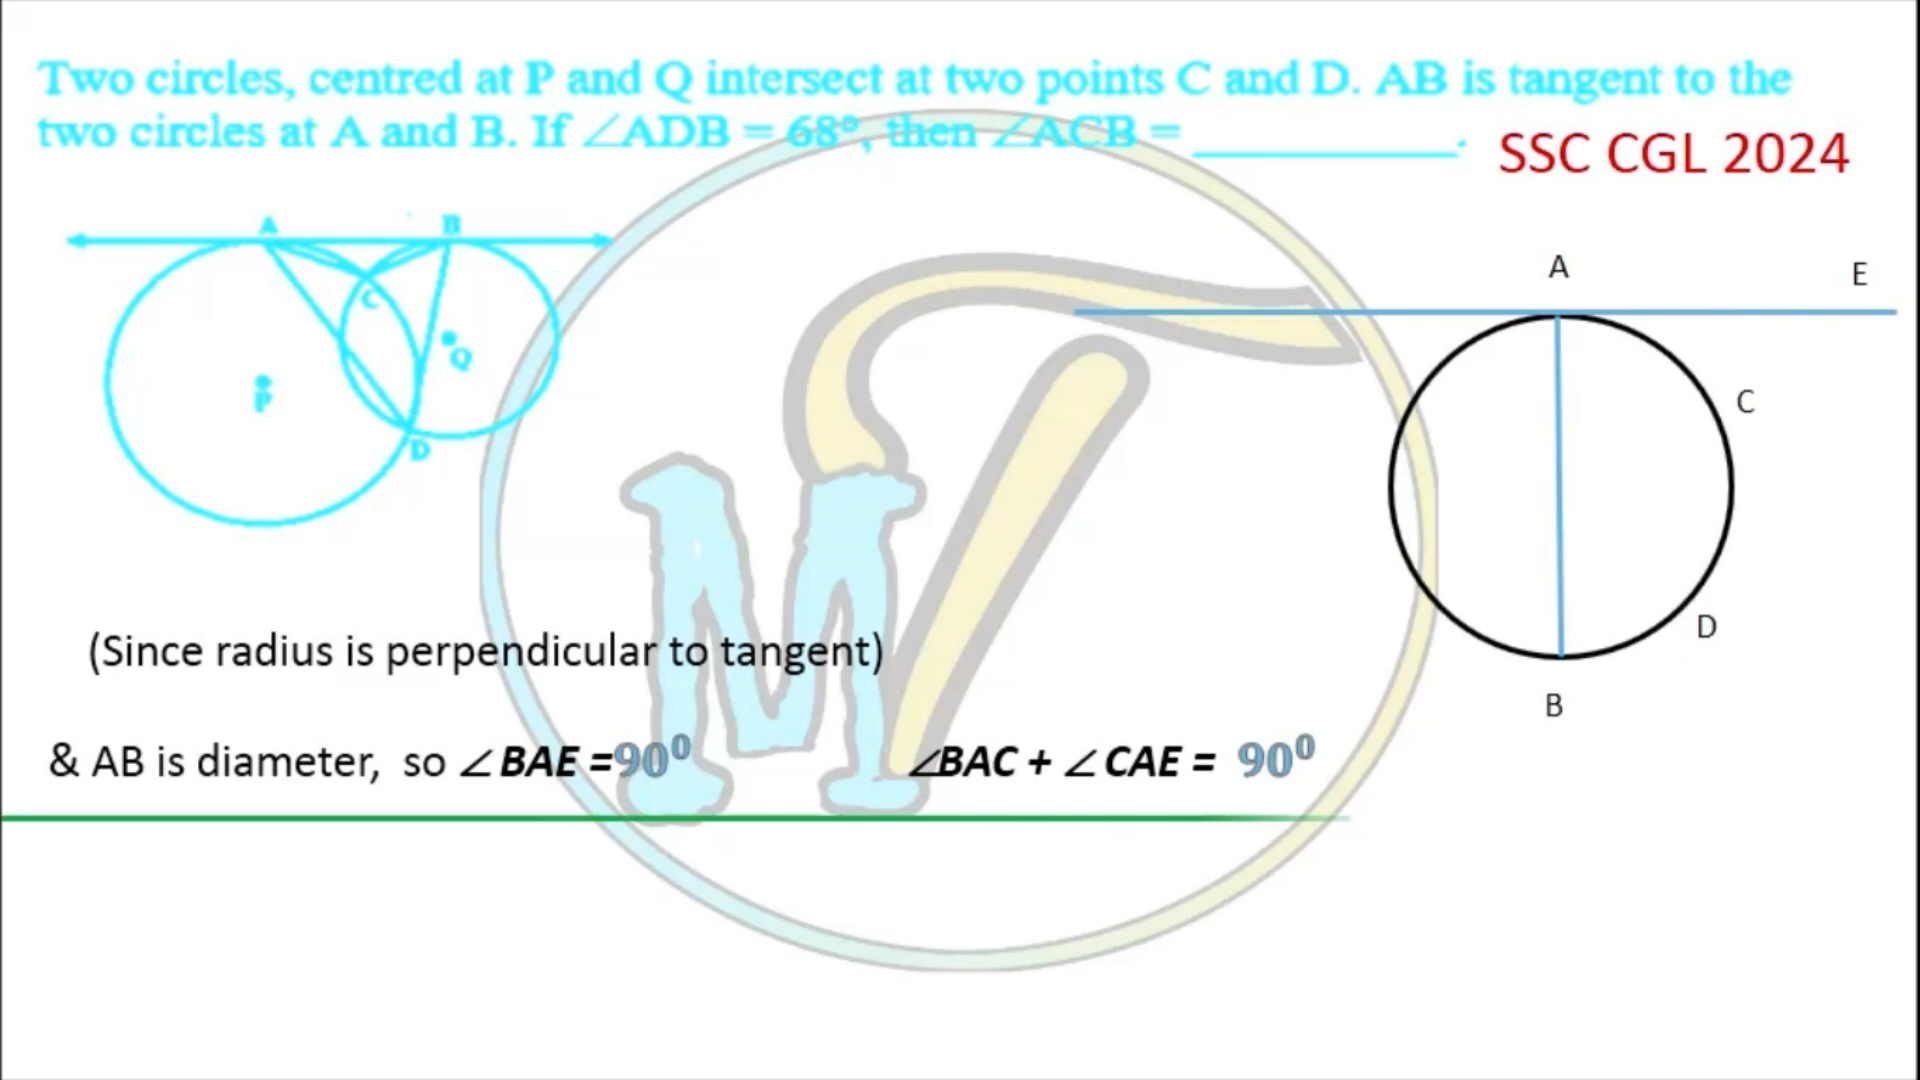 Two circles, centred at P and Q intersect at two points C and D. AB is tangent to the
two circles at A and B. If ∠ADB = 68°, then ∠ACB = ________.
SSC CGL 2024
A B
C
Q
P
D
A
E
C
D
B
(Since radius is perpendicular to tangent)
& AB is diameter, so ∠BAE =90⁰ ∠BAC + ∠CAE = 90⁰
MT